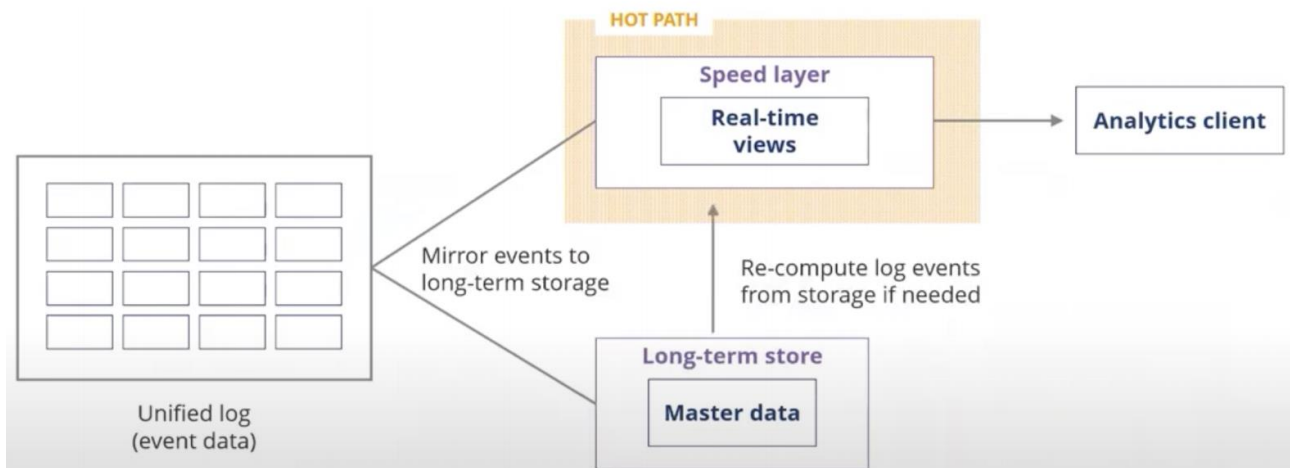 HOT PATH
Speed layer
Real-time
views
Analytics client
Mirror events to
long-term storage
Re-compute log events
from storage if needed
Long-term store
Master data
Unified log
(event data)